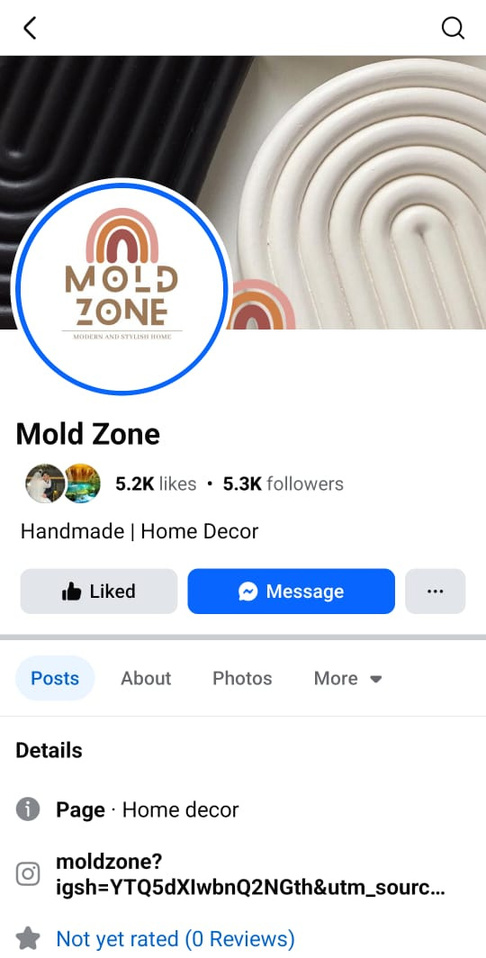 MOLD
ZONE
MODERN AND STYLISH HOME
Mold Zone
5.2K likes • 5.3K followers
Handmade | Home Decor
Liked
Message
Posts
About
Photos
More
Details
Page · Home decor
moldzone?
igsh=YTQ5dXIwbnQ2NGth&utm_sourc...
Not yet rated (0 Reviews)